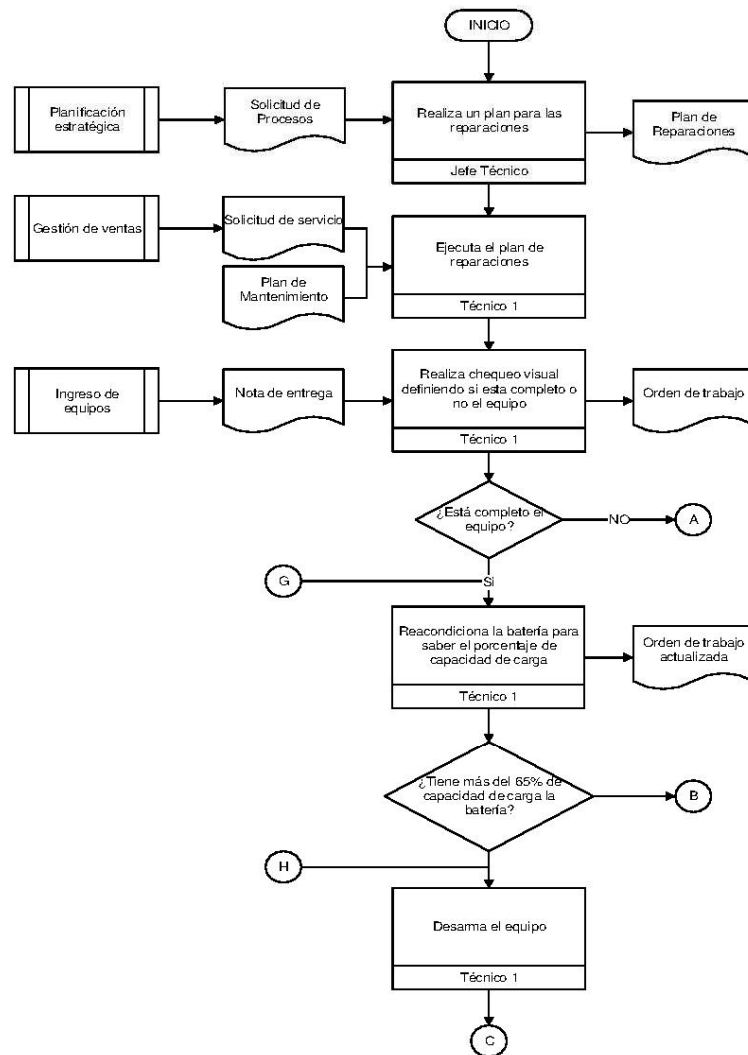 INICIO
Planificación
estratégica
Solicitud de
Procesos
Realiza un plan para las
reparaciones
Jefe Técnico
Plan de
Reparaciones
Gestión de ventas
Solicitud de servicio
Plan de
Mantenimiento
Ejecuta el plan de
reparaciones
Técnico 1
Ingreso de
equipos
Nota de entrega
Realiza chequeo visual
definiendo si esta completo o
no el equipo
Técnico 1
Orden de trabajo
¿Está completo el
equipo?
NO
A
G
Si
Reacondiciona la batería para
saber el porcentaje de
capacidad de carga
Técnico 1
Orden de trabajo
actualizada
¿Tiene más del 65% de
capacidad de carga la
batería?
B
H
Desarma el equipo
Técnico 1
C